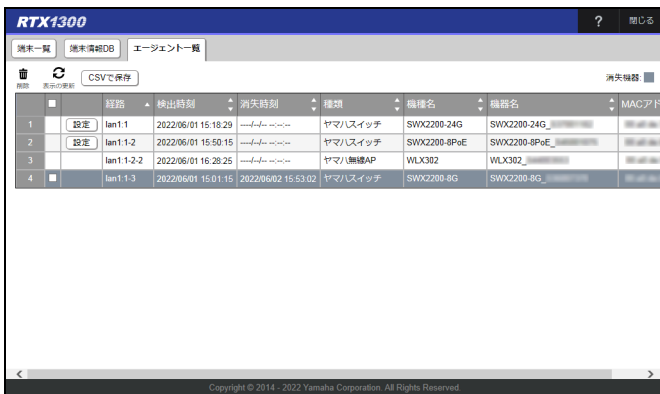 RTX1300
? 閉じる
端末一覧 端末情報DB エージェント一覧
削除 表示の更新 CSVで保存 消失機器:
経路 検出時刻 消失時刻 種類 機種名 機器名 MACアド
1 設定 lan1:1 2022/06/01 15:18:29 ----/--/-- --:--:-- ヤマハスイッチ SWX2200-24G SWX2200-24G_
2 設定 lan1:1-2 2022/06/01 15:50:15 ----/--/-- --:--:-- ヤマハスイッチ SWX2200-8PoE SWX2200-8PoE_
3 lan1:1-2-2 2022/06/01 16:28:25 ----/--/-- --:--:-- ヤマハ無線AP WLX302 WLX302_
4 lan1:1-3 2022/06/01 15:01:15 2022/06/02 15:53:02 ヤマハスイッチ SWX2200-8G SWX2200-8G_
Copyright © 2014 - 2022 Yamaha Corporation. All Rights Reserved.